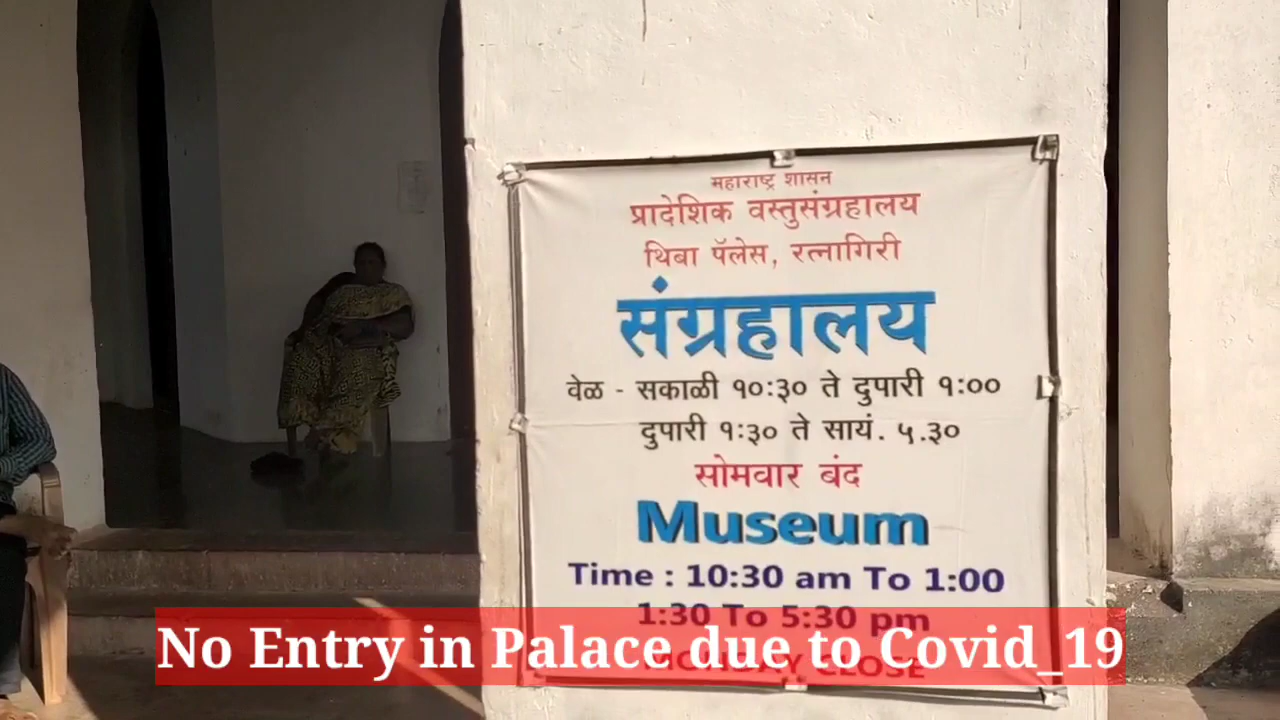 महाराष्ट्र शासन
प्रादेशिक वस्तुसंग्रहालय
थिबा पॅलेस, रत्नागिरी
संग्रहालय
वेळ - सकाळी १०:३० ते दुपारी १:००
दुपारी १:३० ते सायं. ५.३०
सोमवार बंद
Museum
Time : 10:30 am To 1:00
1:30 To 5:30 pm
No Entry in Palace due to Covid_19
MONDAY CLOSE